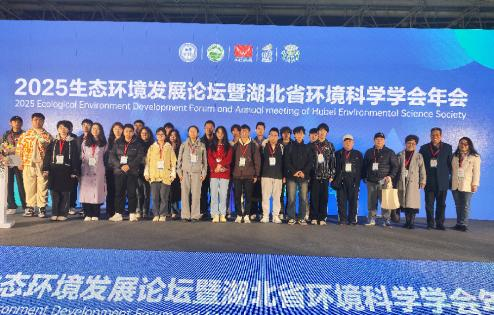 2025生态环境发展论坛暨湖北省环境科学学会年会
2025 Ecological Environment Development Forum and Annual meeting of Hubei Environmental Science Society
态环境发展论坛暨湖北省环境科学学会年